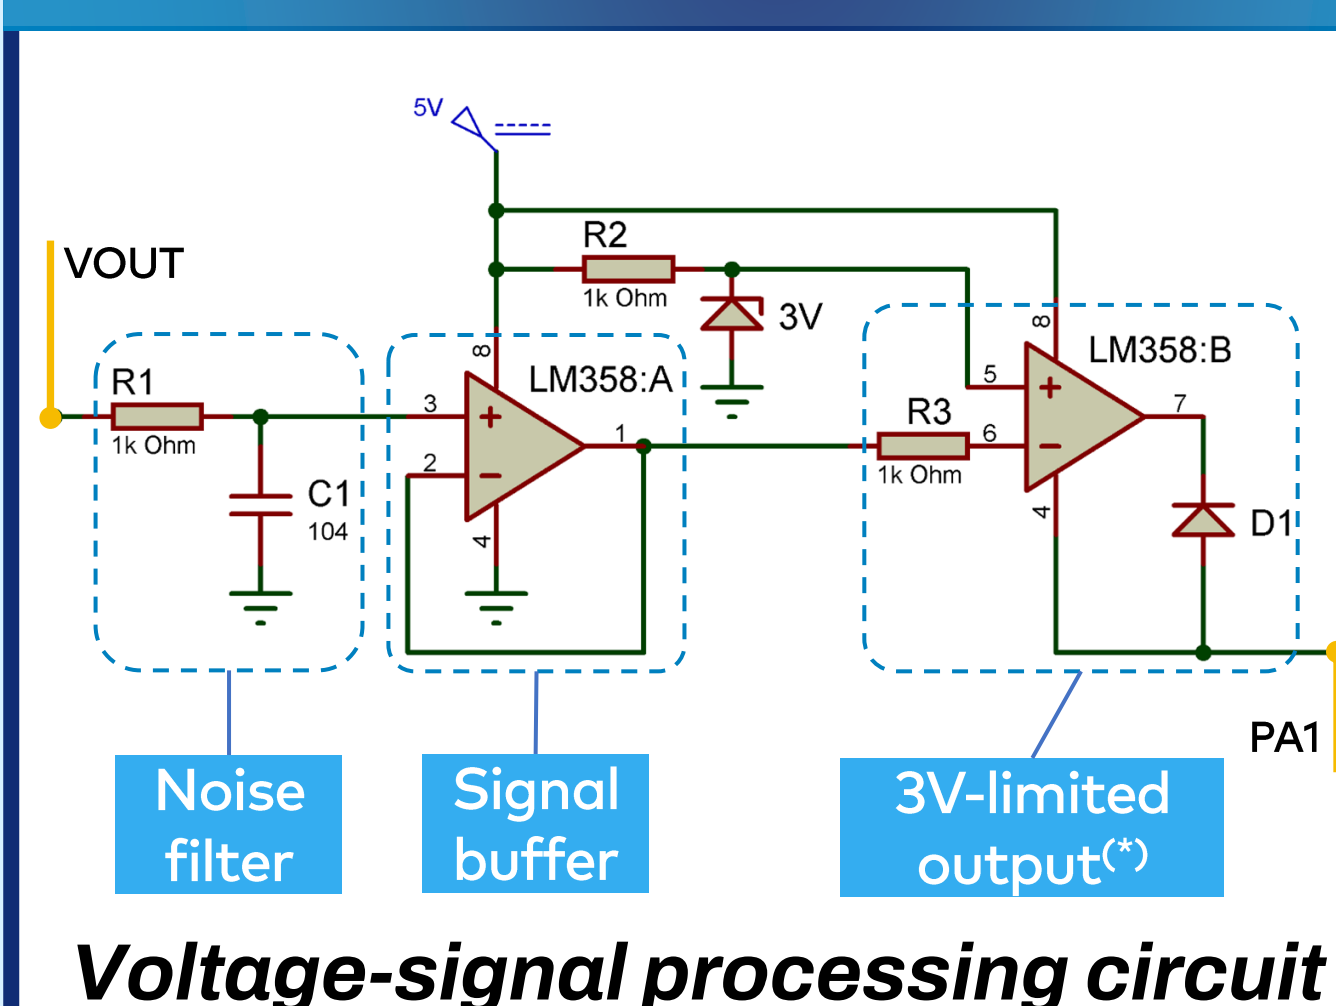 5V
VOUT
R2
1k Ohm
3V
R1
1k Ohm
C1
104
8
LM358:A
3
2
1
4
8
LM358:B
5
R3
6
1k Ohm
7
4
D1
PA1
Noise
filter
Signal
buffer
3V-limited
output(*)
Voltage-signal processing circuit